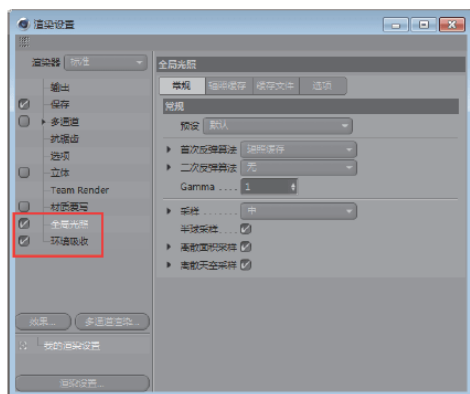 渲染设置
渲染器 标准
输出
保存
多通道
抗锯齿
选项
立体
Team Render
材质覆写
全局光照
环境吸收
效果... 多通道渲染...
我的渲染设置
渲染设置...
全局光照
常规 辐照缓存 缓存文件 选项
常规
预设 默认
首次反弹算法 辐照缓存
二次反弹算法 无
Gamma .... 1
采样 ....... 中
半球采样....
离散面积采样
离散天空采样